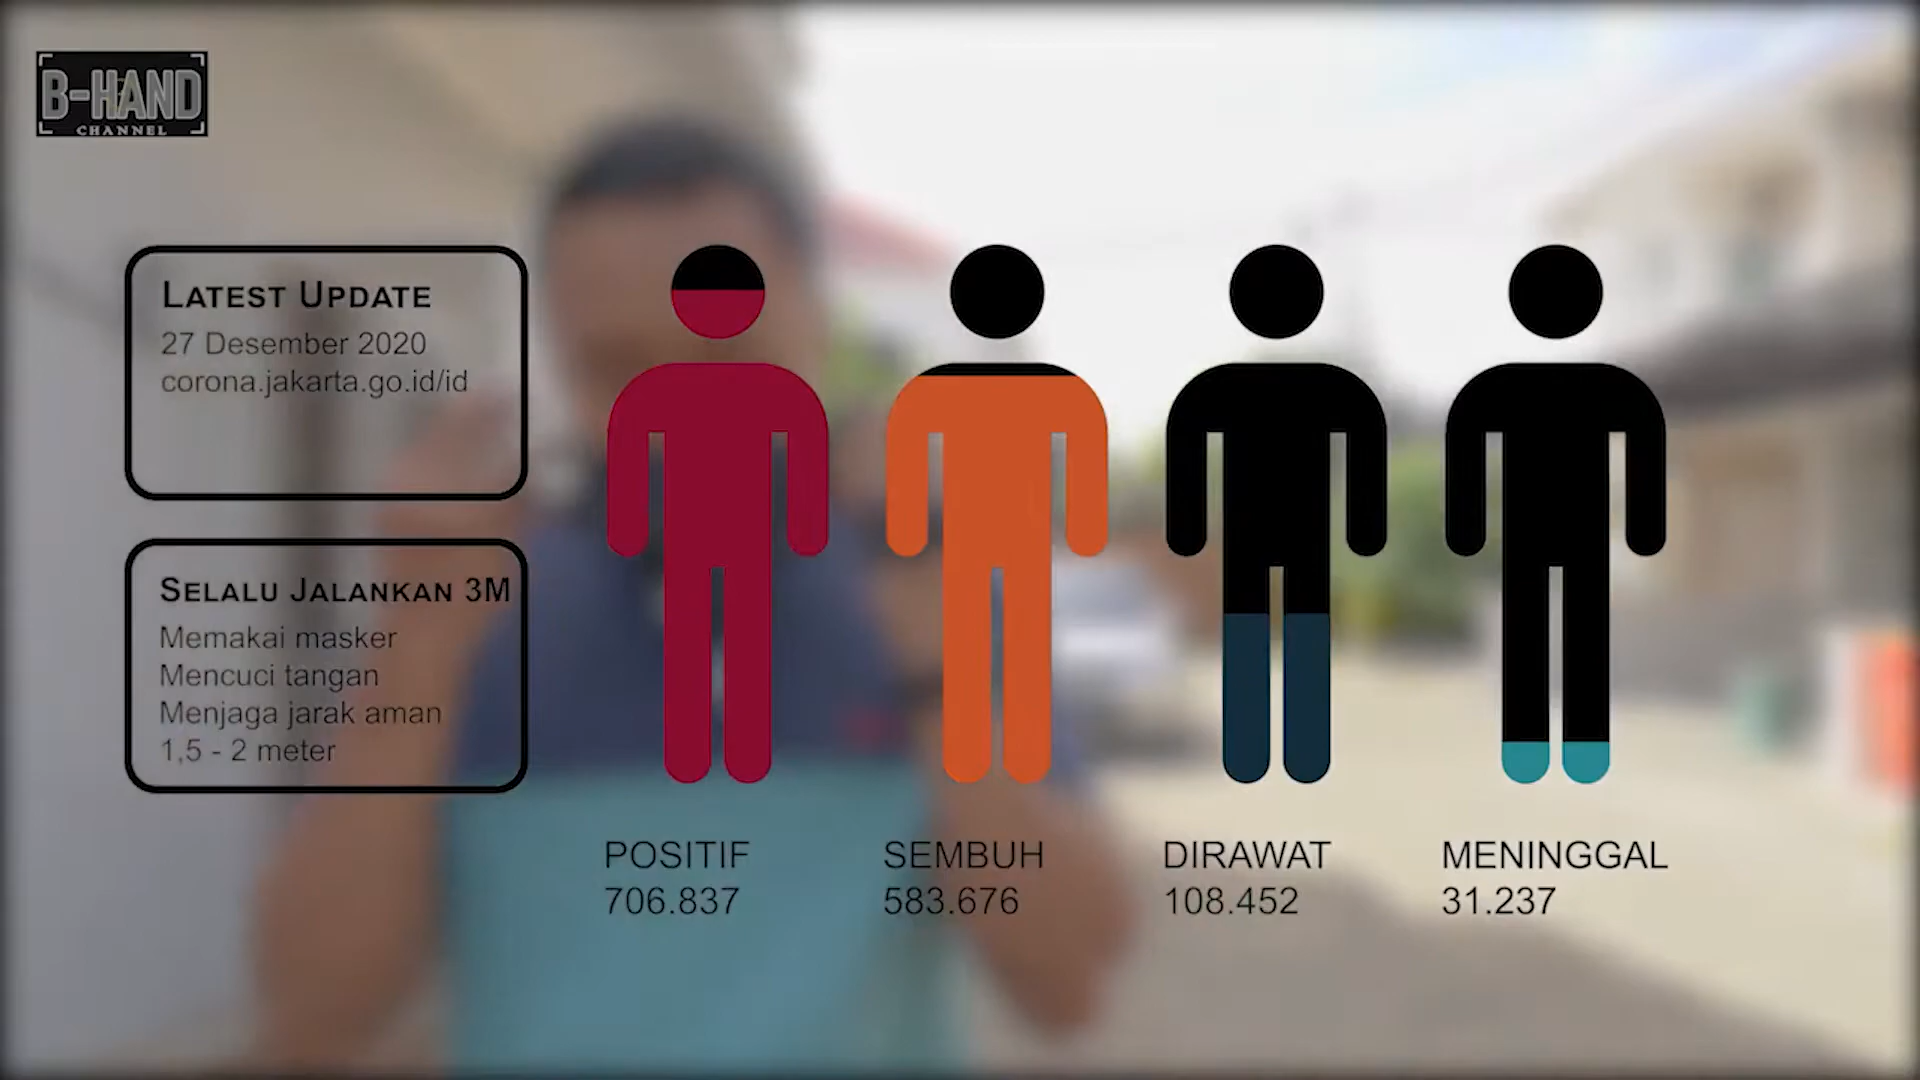 B-HAND
CHANNEL
LATEST UPDATE
27 Desember 2020
corona.jakarta.go.id/id
SELALU JALANKAN 3M
Memakai masker
Mencuci tangan
Menjaga jarak aman
1,5 - 2 meter
POSITIF
706.837
SEMBUH
583.676
DIRAWAT
108.452
MENINGGAL
31.237